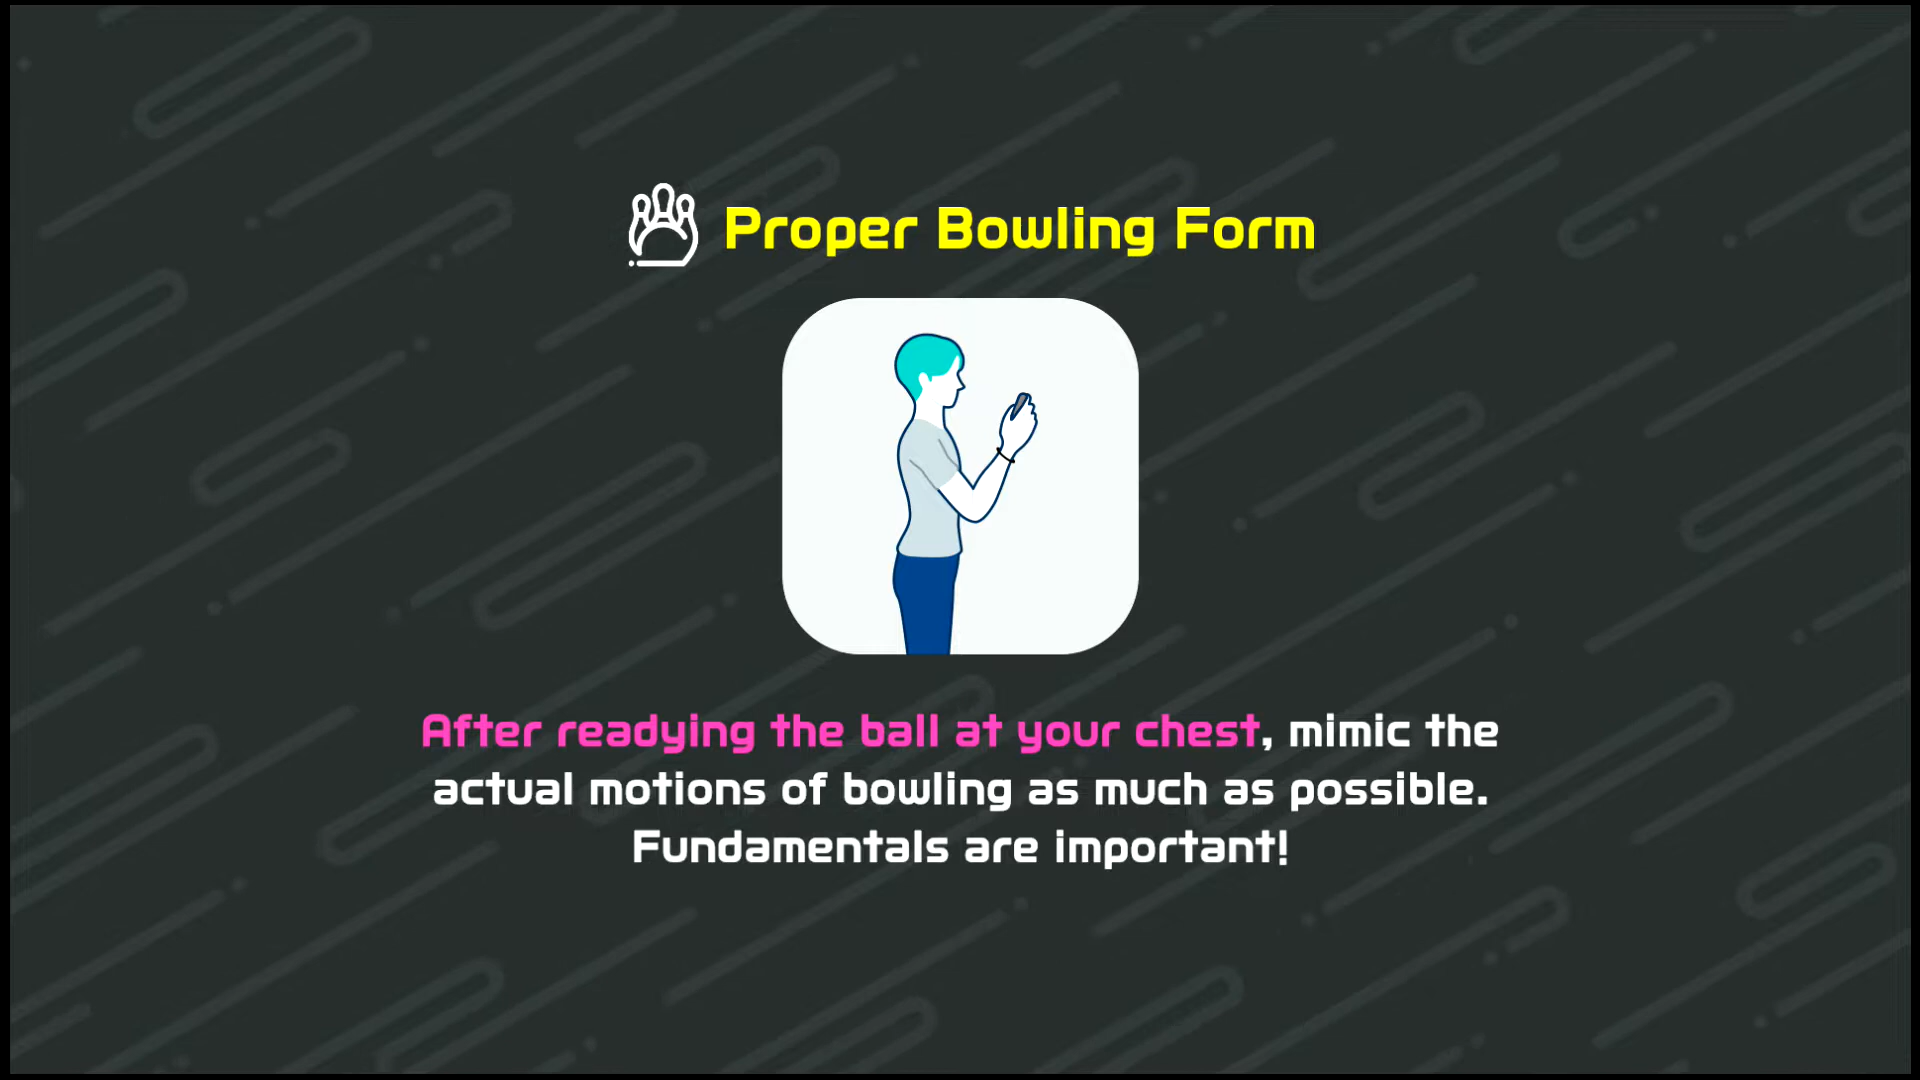 Proper Bowling Form
After readying the ball at your chest, mimic the
actual motions of bowling as much as possible.
Fundamentals are important!